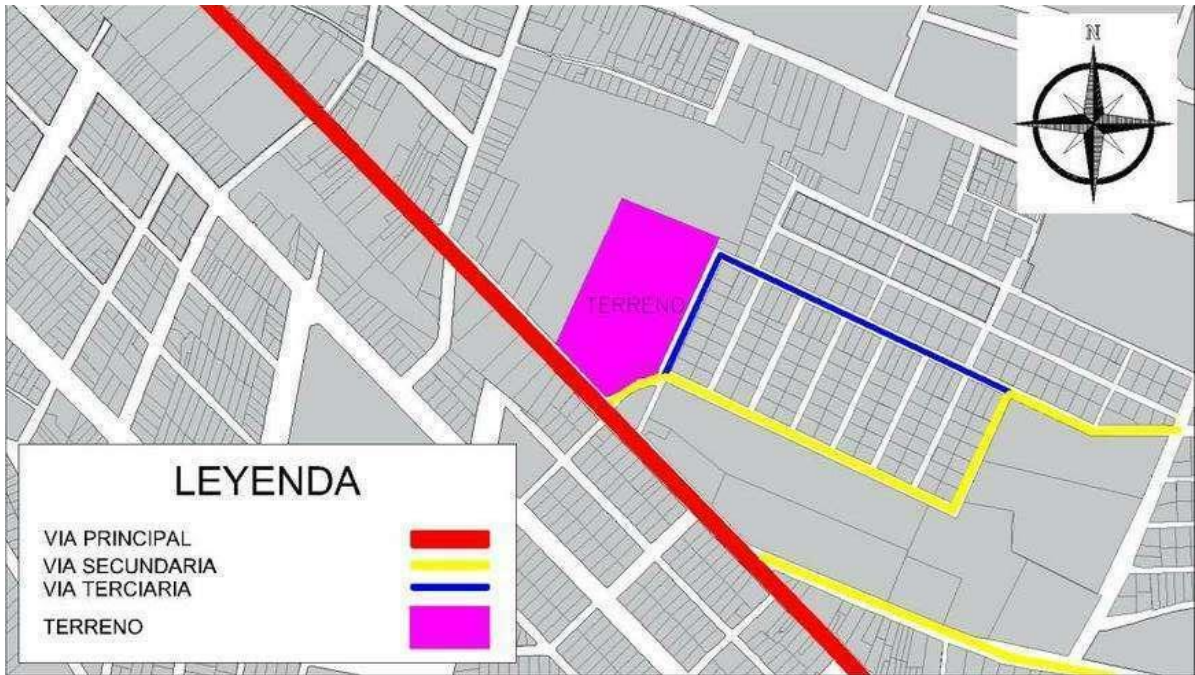 N
TERRENO
LEYENDA
VIA PRINCIPAL
VIA SECUNDARIA
VIA TERCIARIA
TERRENO